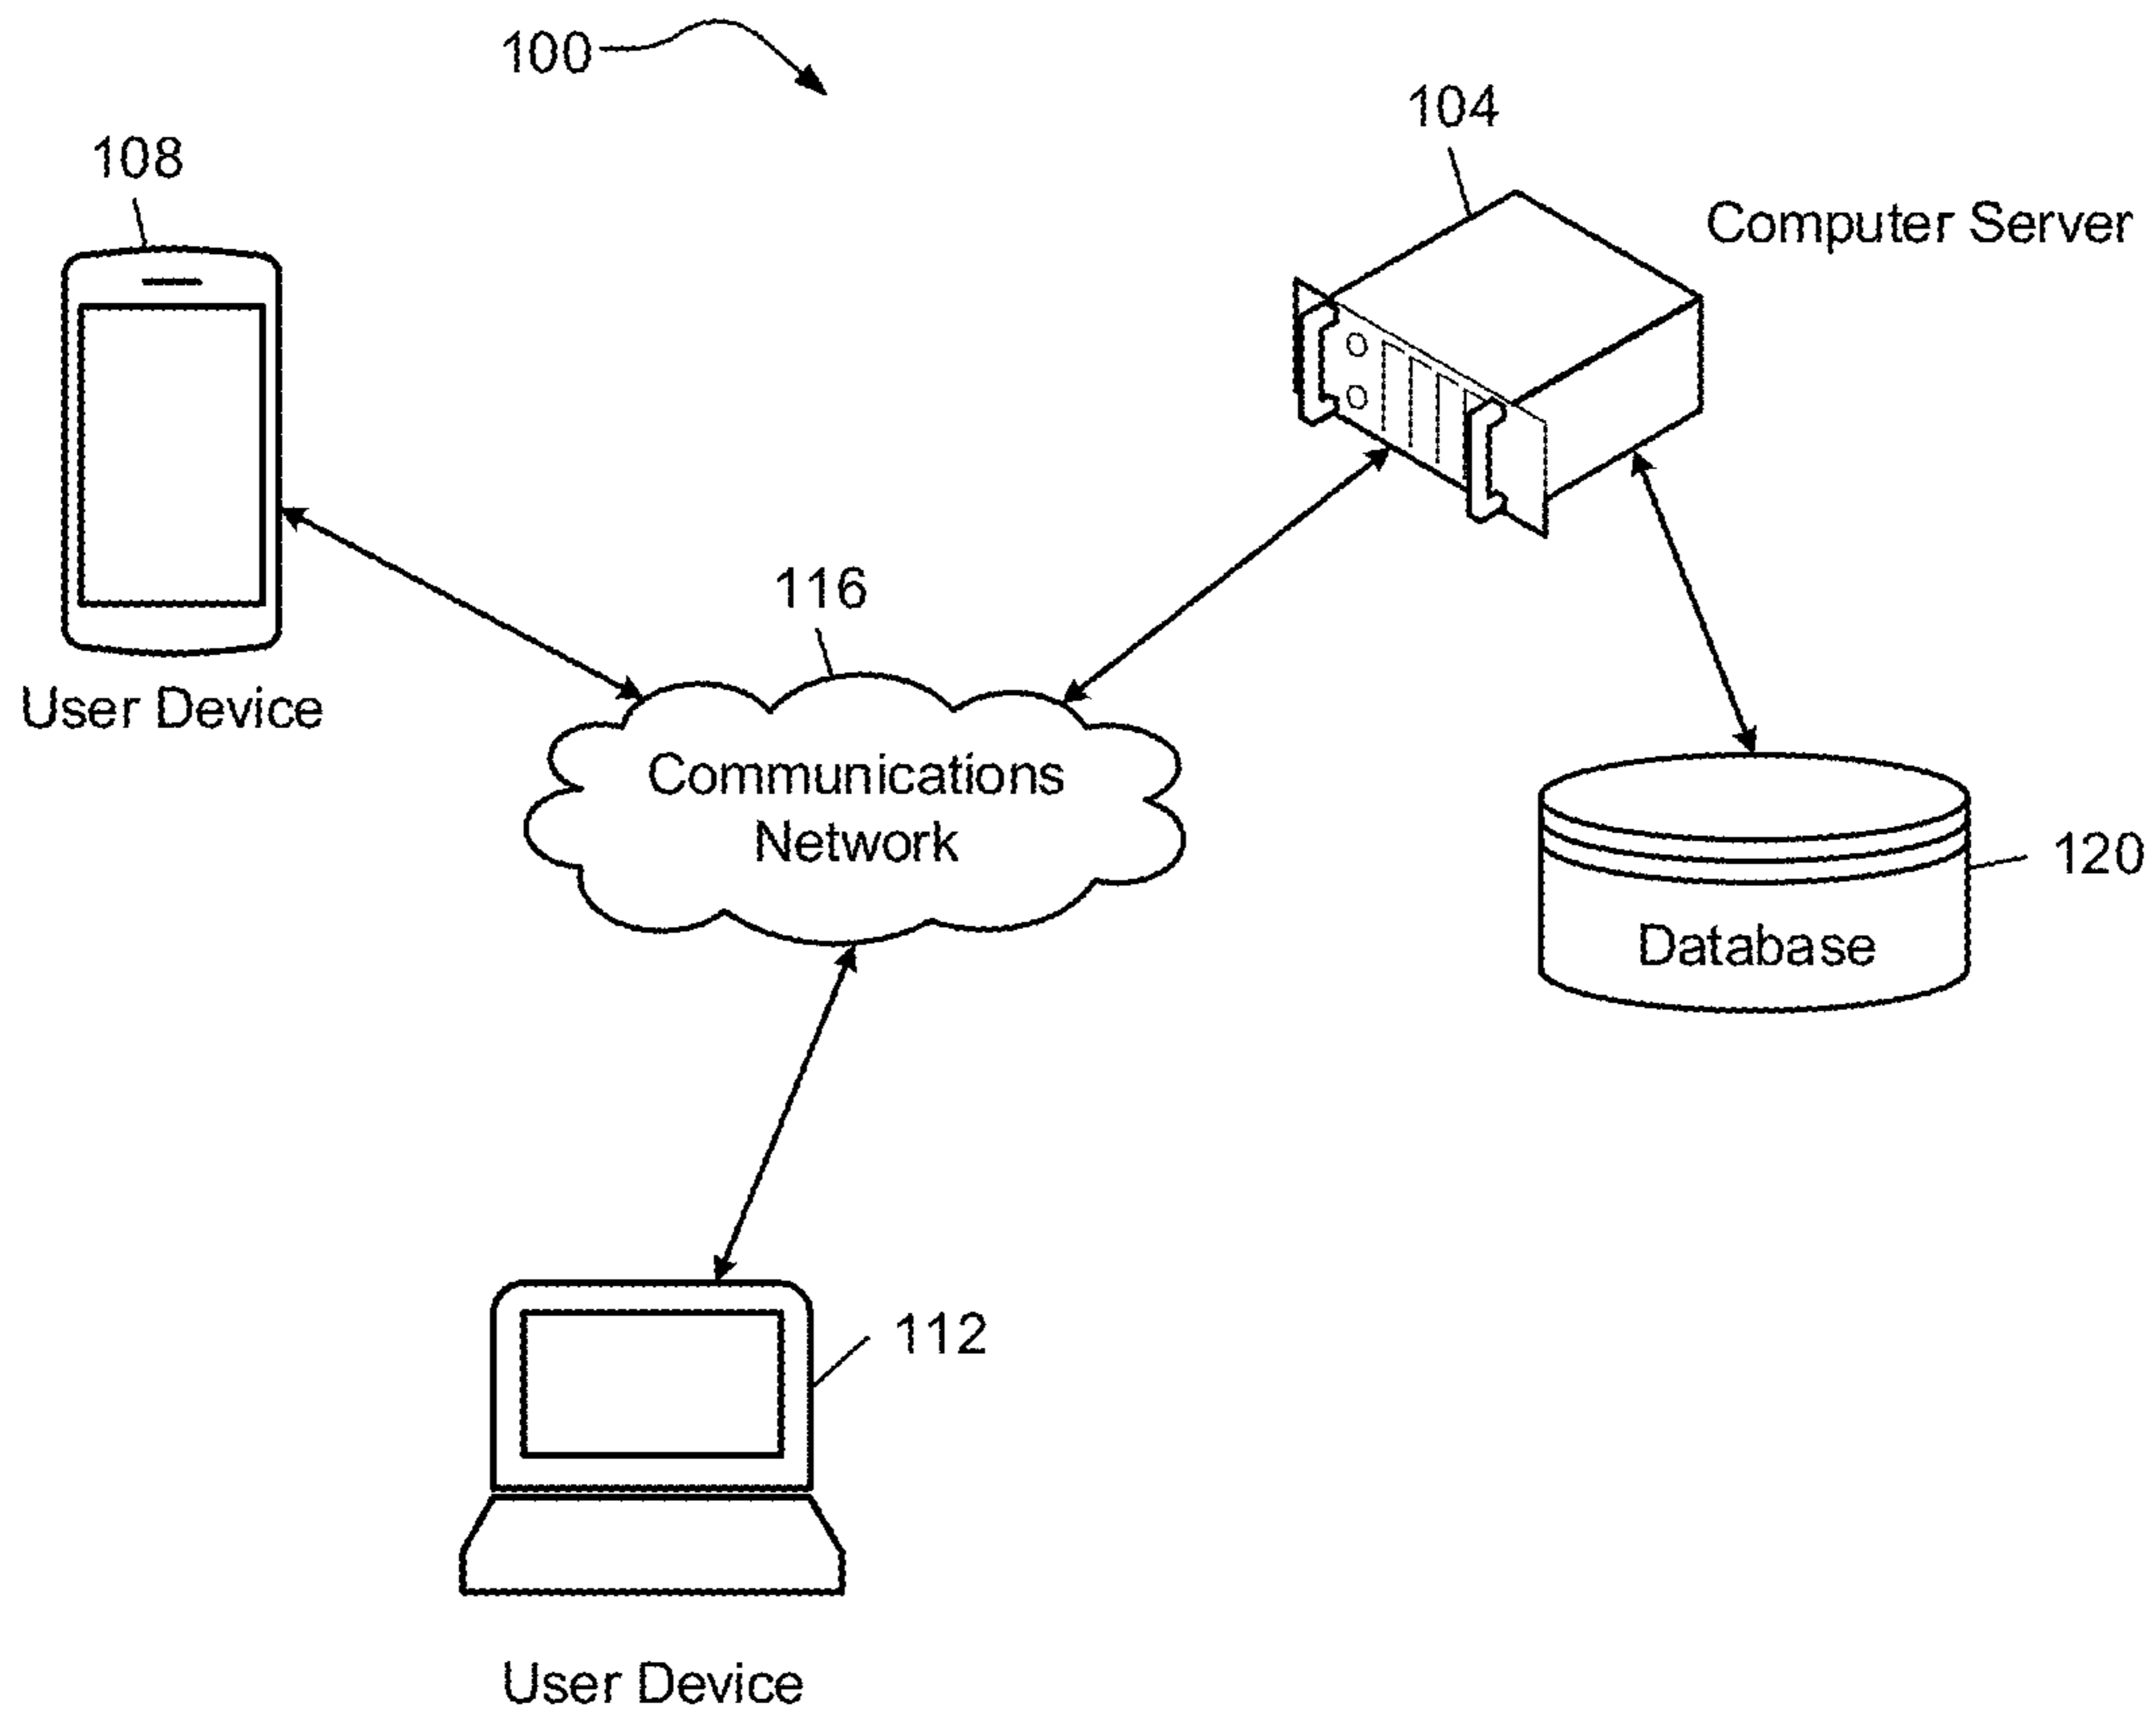 100
104
108
Computer Server
116
User Device
Communications
Network
120
Database
112
User Device